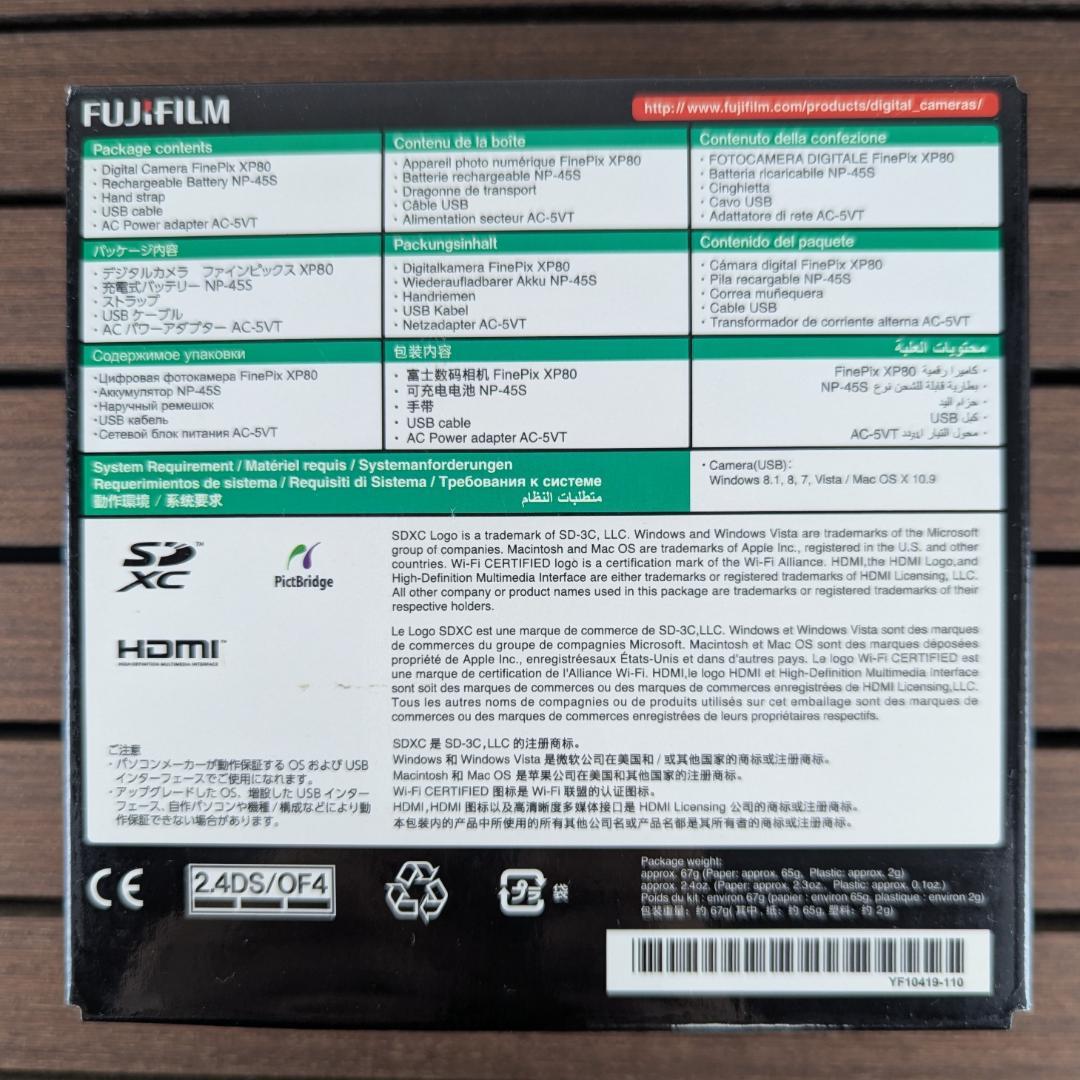 FUJIFILM
http://www.fujifilm.com/products/digital_cameras/
Package contents
· Digital Camera FinePix XP80
· Rechargeable Battery NP-45S
· Hand strap
· USB cable
· AC Power adapter AC-5VT
Contenu de la boîte
· Appareil photo numérique FinePix XP80
· Batterie rechargeable NP-45S
· Dragonne de transport
· Câble USB
· Alimentation secteur AC-5VT
Contenuto della confezione
· FOTOCAMERA DIGITALE FinePix XP80
· Batteria ricaricabile NP-45S
· Cinghietta
· Cavo USB
· Adattatore di rete AC-5VT
パッケージ内容
· デジタルカメラ ファインピックス XP80
· 充電式バッテリー NP-45S
· ストラップ
· USB ケーブル
· AC パワーアダプター AC-5VT
Packungsinhalt
· Digitalkamera FinePix XP80
· Wiederaufladbarer Akku NP-45S
· Handriemen
· USB Kabel
· Netzadapter AC-5VT
Contenido del paquete
· Cámara digital FinePix XP80
· Pila recargable NP-45S
· Correa muñequera
· Cable USB
· Transformador de corriente alterna AC-5VT
Содержимое упаковки
·Цифровая фотокамера FinePix XP80
·Аккумулятор NP-45S
·Наручный ремешок
·USB кабель
·Сетевой блок питания AC-5VT
包装内容
· 富士数码相机 FinePix XP80
· 可充电电池 NP-45S
· 手带
· USB cable
· AC Power adapter AC-5VT
محتويات العلبة
· كاميرا رقمية FinePix XP80
· بطارية قابلة للشحن نوع NP-45S
· حزام اليد
· كبل USB
· محول التيار المتردد AC-5VT
System Requirement / Matériel requis / Systemanforderungen
Requerimientos de sistema / Requisiti di Sistema / Требования к системе
動作環境 / 系统要求 متطلبات النظام
· Camera(USB):
Windows 8.1, 8, 7, Vista / Mac OS X 10.9
SD XC™
PictBridge
HDMI™
HIGH-DEFINITION MULTIMEDIA INTERFACE
SDXC Logo is a trademark of SD-3C, LLC. Windows and Windows Vista are trademarks of the Microsoft
group of companies. Macintosh and Mac OS are trademarks of Apple Inc., registered in the U.S. and other
countries. Wi-Fi CERTIFIED logo is a certification mark of the Wi-Fi Alliance. HDMI,the HDMI Logo,and
High-Definition Multimedia Interface are either trademarks or registered trademarks of HDMI Licensing, LLC.
All other company or product names used in this package are trademarks or registered trademarks of their
respective holders.
Le Logo SDXC est une marque de commerce de SD-3C,LLC. Windows et Windows Vista sont des marques
de commerces du groupe de compagnies Microsoft. Macintosh et Mac OS sont des marques déposées
propriété de Apple Inc., enregistréesaux États-Unis et dans d'autres pays. Le logo Wi-Fi CERTIFIED est
une marque de certification de l'Alliance Wi-Fi. HDMI,le logo HDMI et High-Definition Multimedia Interface
sont soit des marques de commerces ou des marques de commerces enregistrées de HDMI Licensing,LLC.
Tous les autres noms de compagnies ou de produits utilisés sur cet emballage sont des marques de
commerces ou des marques de commerces enregistrées de leurs propriétaires respectifs.
SDXC 是 SD-3C,LLC 的注册商标。
Windows 和 Windows Vista 是微软公司在美国和 / 或其他国家的商标或注册商标。
Macintosh 和 Mac OS 是苹果公司在美国和其他国家的注册商标。
Wi-Fi CERTIFIED 图标是 Wi-Fi 联盟的认证图标。
HDMI,HDMI 图标以及高清晰度多媒体接口是 HDMI Licensing 公司的商标或注册商标。
本包装内的产品中所使用的所有其他公司名或产品名都是其所有者的商标或注册商标。
ご注意
· パソコンメーカーが動作保証する OS および USB
インターフェースでご使用になれます。
· アップグレードした OS、増設した USB インター
フェース、自作パソコンや機種 / 構成などにより動
作保証できない場合があります。
CE
2.4DS/OF4
プラ
袋
Package weight:
approx. 67g (Paper: approx. 65g, Plastic: approx. 2g)
approx. 2.4oz. (Paper: approx. 2.3oz., Plastic: approx. 0.1oz.)
Poids du kit : environ 67g (papier : environ 65g, plastique : environ 2g)
包装重量: 约 67g( 其中 , 纸: 约 65g, 塑料: 约 2g)
YF10419-110